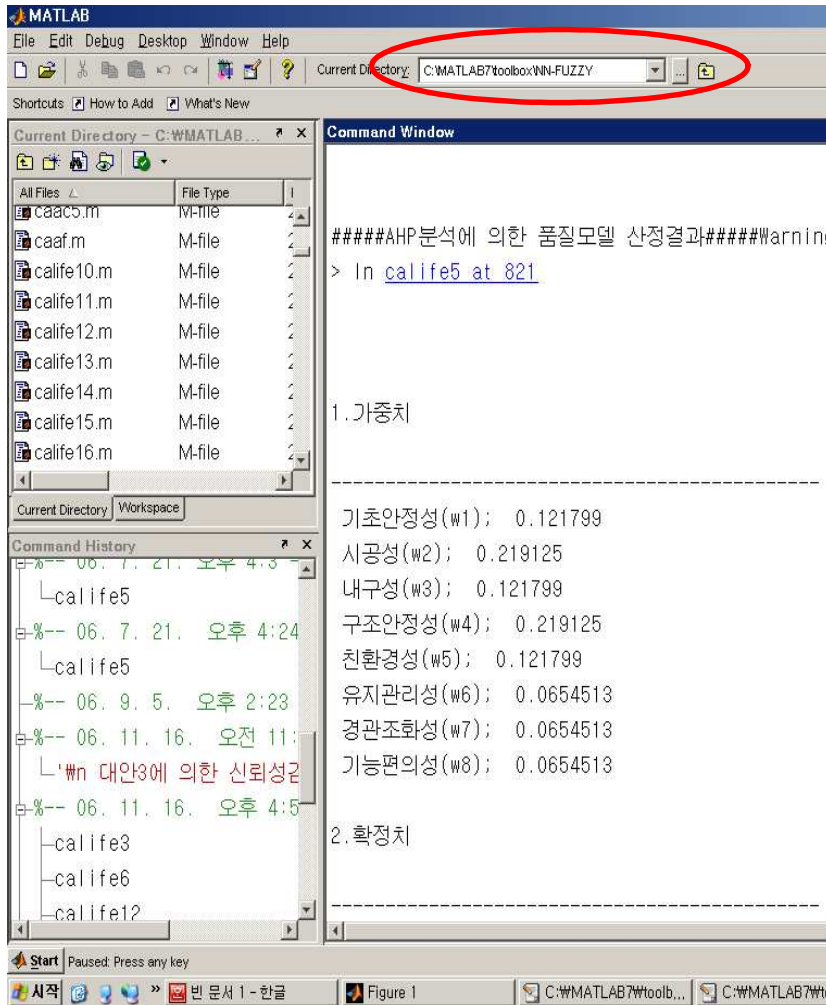 MATLAB
File Edit Debug Desktop Window Help
Current Directory: C:₩MATLAB7₩toolbox₩NN-FUZZY
Shortcuts How to Add What's New
Current Directory - C:₩MATLAB...
All Files File Type
caac5.m M-file
caaf.m M-file
calife10.m M-file
calife11.m M-file
calife12.m M-file
calife13.m M-file
calife14.m M-file
calife15.m M-file
calife16.m M-file
Current Directory Workspace
Command History
%-- 06. 7. 21. 오후 4:3
calife5
%-- 06. 7. 21. 오후 4:24
calife5
%-- 06. 9. 5. 오후 2:23
%-- 06. 11. 16. 오전 11:
'₩n 대안3에 의한 신뢰성
%-- 06. 11. 16. 오후 4:5
calife3
calife6
calife12
Command Window
#####AHP분석에 의한 품질모델 산정결과#####Warnin
> In calife5 at 821
1.가중치
---------------------------------------------
기초안정성(w1); 0.121799
시공성(w2); 0.219125
내구성(w3); 0.121799
구조안정성(w4); 0.219125
친환경성(w5); 0.121799
유지관리성(w6); 0.0654513
경관조화성(w7); 0.0654513
기능편의성(w8); 0.0654513
2.확정치
---------------------------------------------
Start Paused: Press any key
시작 » 빈 문서 1 - 한글 Figure 1 C:₩MATLAB7₩toolb... C:₩MATLAB7₩t